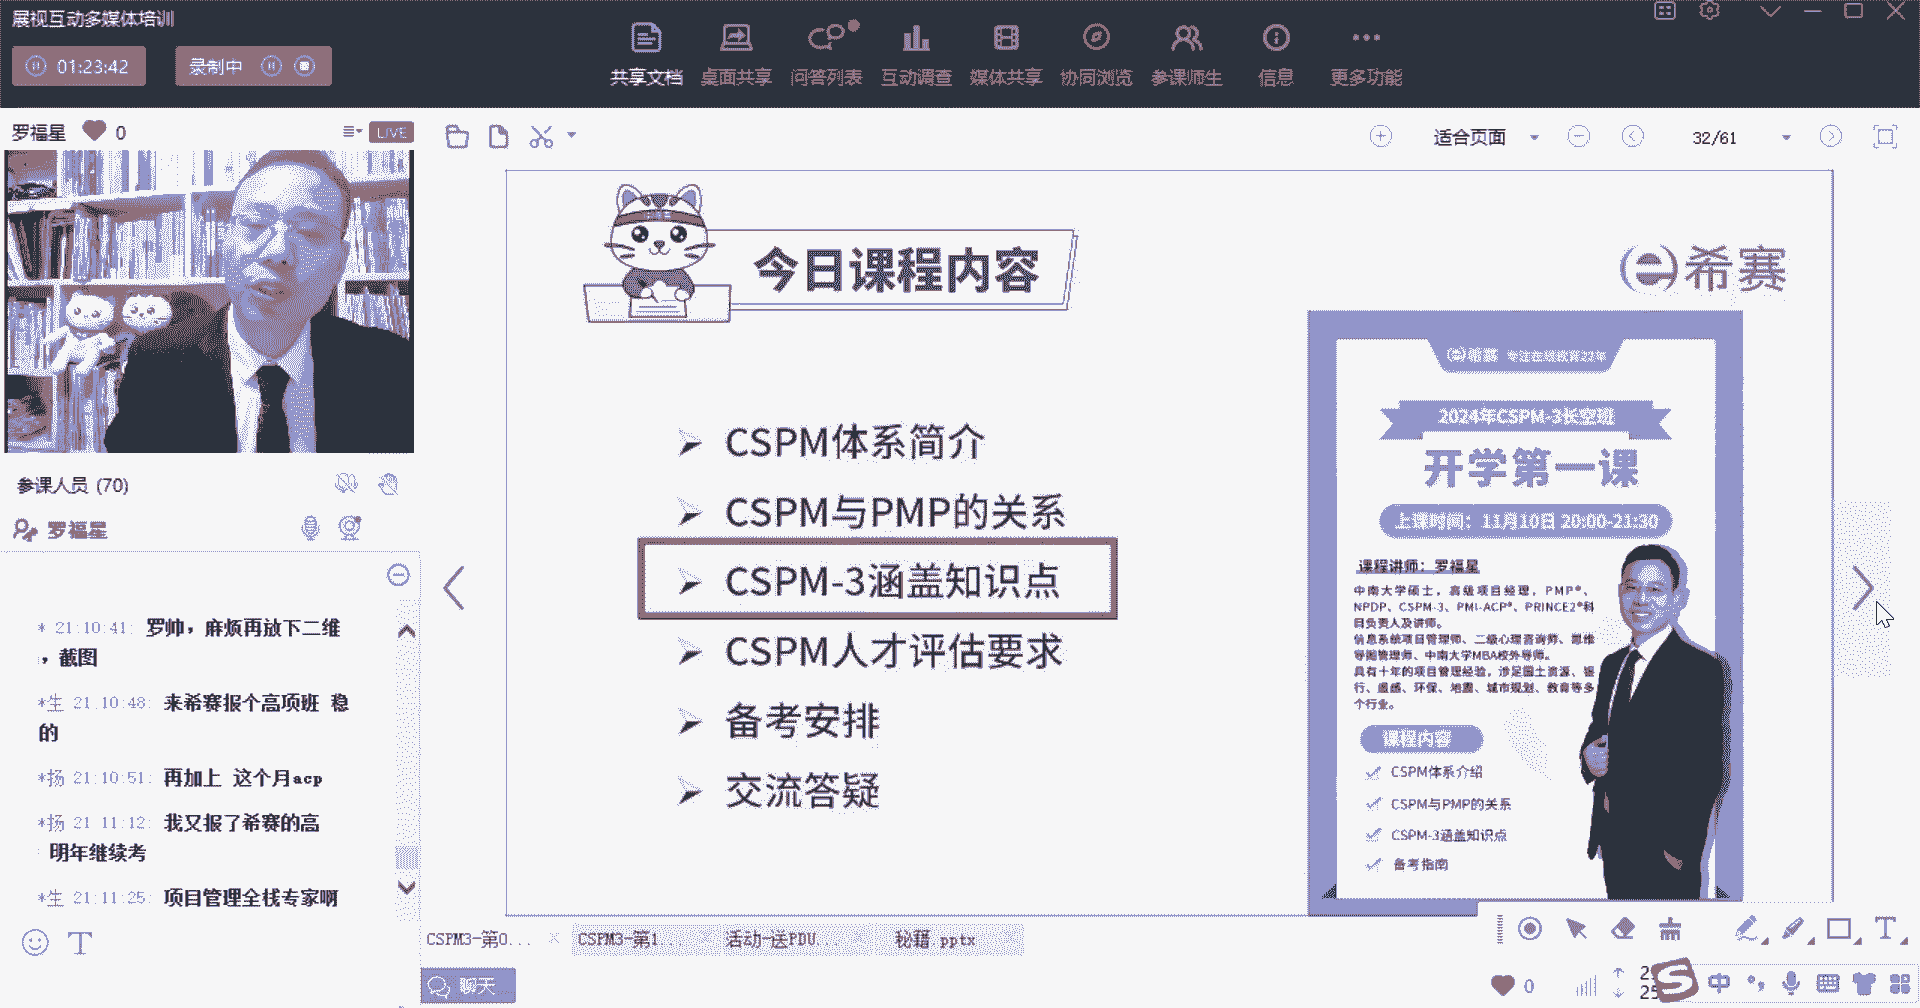 展视互动多媒体培训
01:23:42
录制中
共享文档
桌面共享
问答列表
互动调查
媒体共享
协同浏览
参课师生
信息
更多功能
罗福星 0
LIVE
适合页面
32/61
参课人员 (70)
罗福星
* 21:10:41: 罗帅，麻烦再放下二维
，截图
*生 21:10:48: 来希赛报个高项班 稳
的
*扬 21:10:51: 再加上 这个月acp
*扬 21 11:12: 我又报了希赛的高
明年继续考
*生 21:11:25: 项目管理全栈专家啊
今日课程内容
希赛
CSPM体系简介
CSPM与PMP的关系
CSPM-3涵盖知识点
CSPM人才评估要求
备考安排
交流答疑
希赛 专注在线教育22年
2024年CSPM-3长空班
开学第一课
上课时间：11月10日 20:00-21:30
课程讲师：罗福星
中南大学硕士，高级项目经理，PMP®、
NPDP、CSPM-3、PMI-ACP®、PRINCE2®科
目负责人及讲师。
信息系统项目管理师、二级心理咨询师、思维
导图管理师、中南大学MBA校外导师。
具有十年的项目管理经验，涉足国土资源、银
行、通信、环保、地震、城市规划、教育等多
个行业。
课程内容
CSPM体系介绍
CSPM与PMP的关系
CSPM-3涵盖知识点
备考指南
CSPM3-第0...
CSPM3-第1...
活动-送PDU...
秘籍 pptx
聊天
0
中